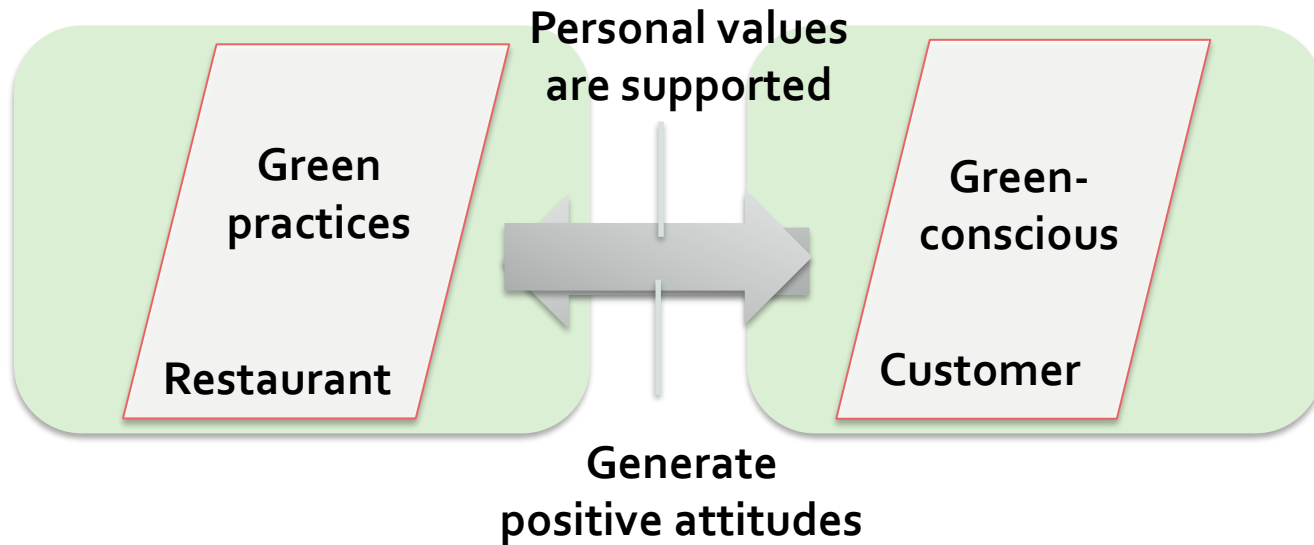 Personal values
are supported
Green
practices
Restaurant
Green-
conscious
Customer
Generate
positive attitudes